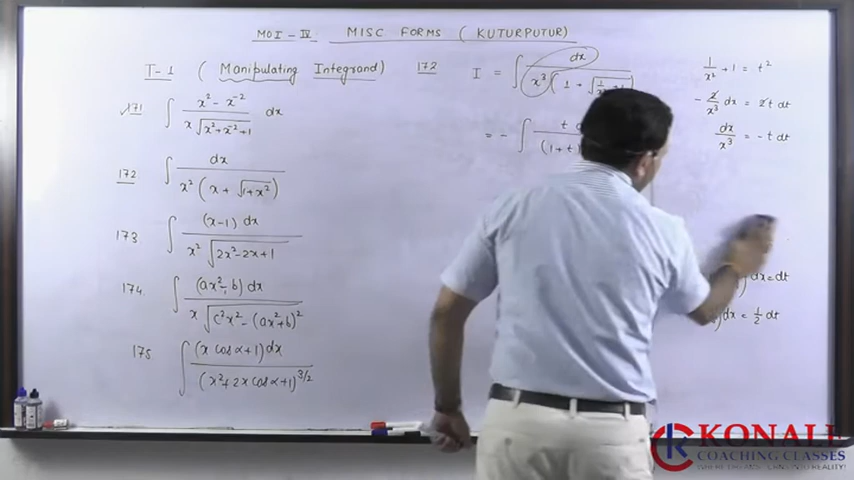 MOI - IV MISC FORMS ( KUTURPUTUR)
T-1 ( Manipulating Integrand)
171 ∫ x² - x⁻² / x √x² + x⁻² + 1 dx
172 ∫ dx / x² ( x + √1 + x² )
173 ∫ (x-1) dx / x² √2x² - 2x + 1
174. ∫ (ax² - b) dx / x √c²x² - (ax² + b)²
175 ∫ (x cos α + 1) dx / (x² + 2x cos α + 1)^3/2
172 I = ∫ dx / x³ ( 1 + √
= - ∫ t / (1+t)
1/x² + 1 = t²
- 2/x³ dx = 2t dt
dx/x³ = - t dt
dx = dt
dx = 1/2 dt
KONALE
COACHING CLASSES